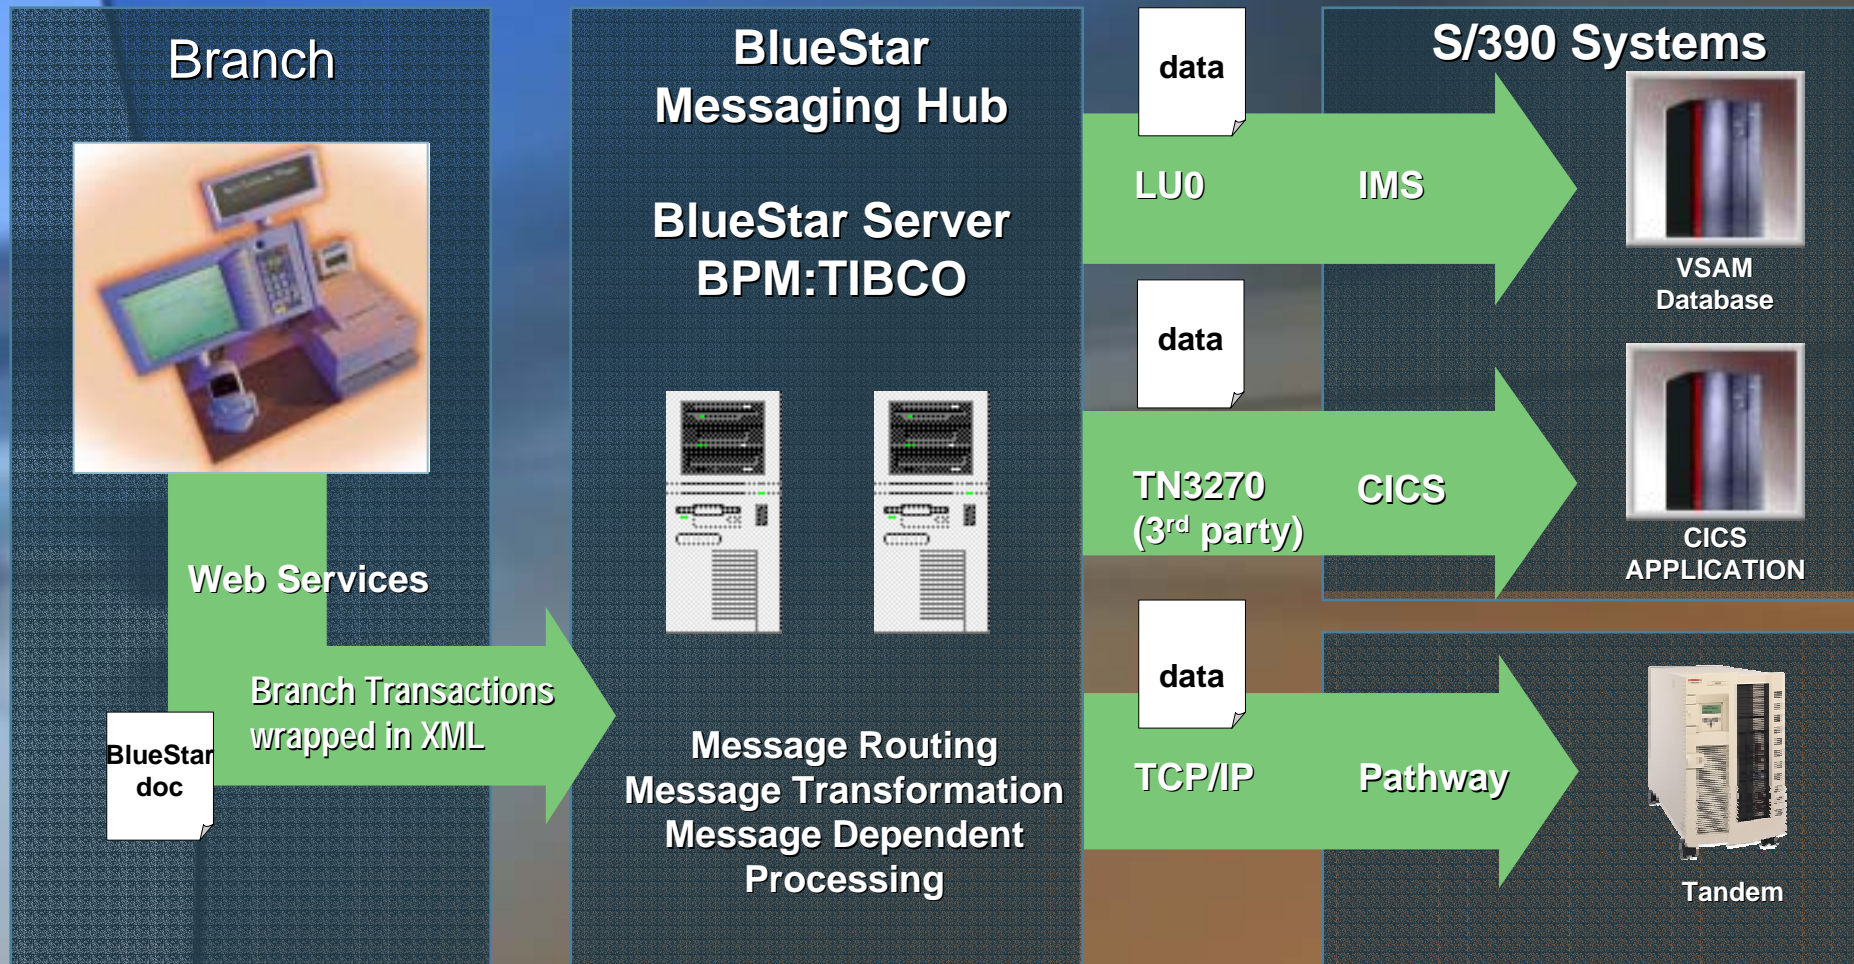 Branch
Web Services
Branch Transactions
wrapped in XML
BlueStar
doc
BlueStar
Messaging Hub
BlueStar Server
BPM:TIBCO
Message Routing
Message Transformation
Message Dependent
Processing
data
LU0 IMS
data
TN3270 CICS
(3rd party)
data
TCP/IP Pathway
S/390 Systems
VSAM
Database
CICS
APPLICATION
Tandem